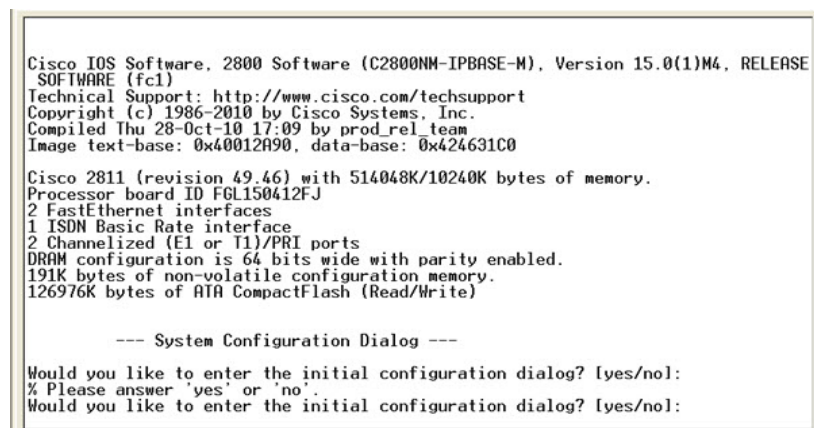 Cisco IOS Software, 2800 Software (C2800NM-IPBASE-M), Version 15.0(1)M4, RELEASE
SOFTWARE (fc1)
Technical Support: http://www.cisco.com/techsupport
Copyright (c) 1986-2010 by Cisco Systems, Inc.
Compiled Thu 28-Oct-10 17:09 by prod_rel_team
Image text-base: 0x40012A90, data-base: 0x424631C0
Cisco 2811 (revision 49.46) with 514048K/10240K bytes of memory.
Processor board ID FGL150412FJ
2 FastEthernet interfaces
1 ISDN Basic Rate interface
2 Channelized (E1 or T1)/PRI ports
DRAM configuration is 64 bits wide with parity enabled.
191K bytes of non-volatile configuration memory.
126976K bytes of ATA CompactFlash (Read/Write)
--- System Configuration Dialog ---
Would you like to enter the initial configuration dialog? [yes/no]:
% Please answer 'yes' or 'no'.
Would you like to enter the initial configuration dialog? [yes/no]: